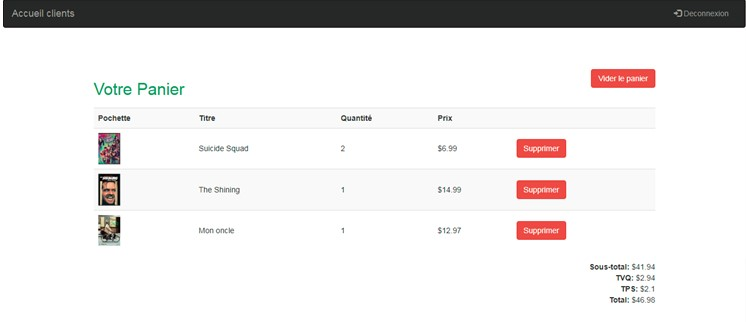 Accueil clients Deconnexion
Vider le panier
Votre Panier
Pochette Titre Quantité Prix
Suicide Squad 2 $6.99 Supprimer
The Shining 1 $14.99 Supprimer
Mon oncle 1 $12.97 Supprimer
Sous-total: $41.94
TVQ: $2.94
TPS: $2.1
Total: $46.98